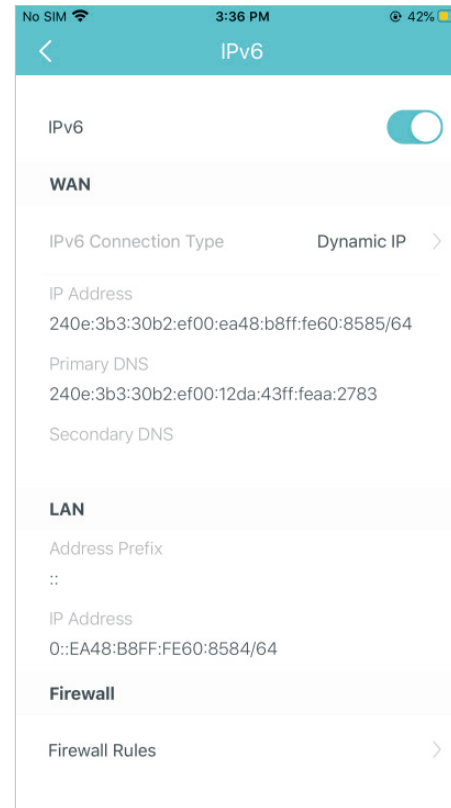 No SIM 3:36 PM 42%
IPv6
IPv6
WAN
IPv6 Connection Type Dynamic IP
IP Address
240e:3b3:30b2:ef00:ea48:b8ff:fe60:8585/64
Primary DNS
240e:3b3:30b2:ef00:12da:43ff:feaa:2783
Secondary DNS
LAN
Address Prefix
::
IP Address
0::EA48:B8FF:FE60:8584/64
Firewall
Firewall Rules